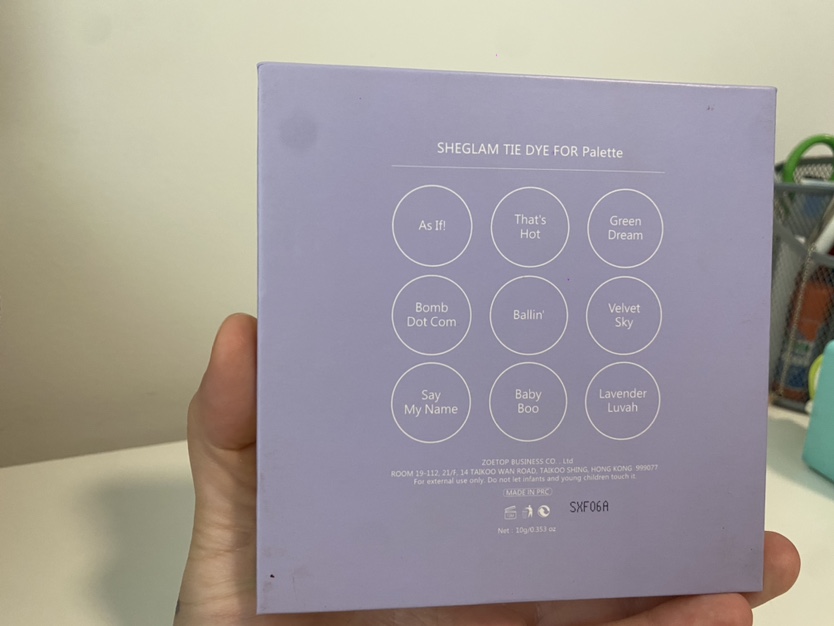 SHEGLAM TIE DYE FOR Palette
As If!
That's
Hot
Green
Dream
Bomb
Dot Com
Ballin'
Velvet
Sky
Say
My Name
Baby
Boo
Lavender
Luvah
ZOETOP BUSINESS CO., Ltd
ROOM 19-112, 21/F, 14 TAIKOO WAN ROAD, TAIKOO SHING, HONG KONG 999077
For external use only. Do not let infants and young children touch it.
MADE IN PRC
SXF06A
Net : 10g/0.353 oz